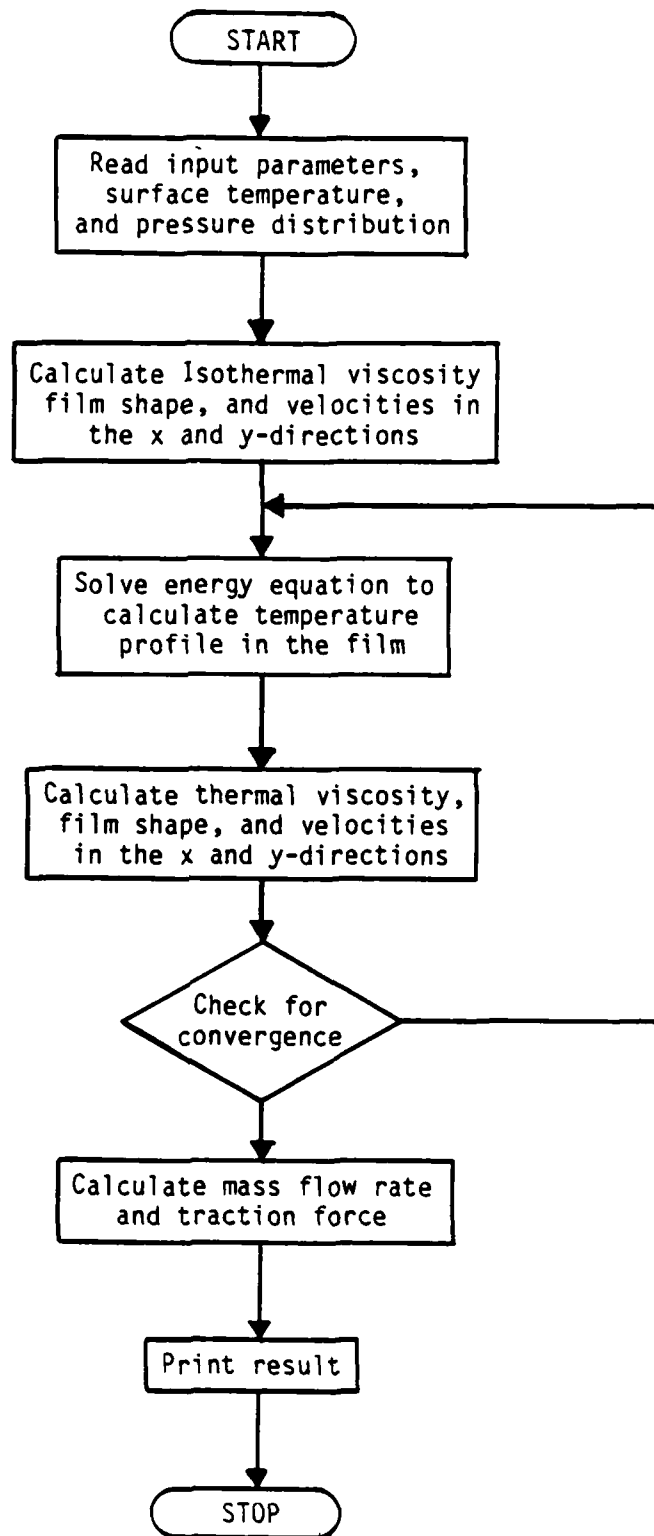 START
Read input parameters,
surface temperature,
and pressure distribution
Calculate Isothermal viscosity
film shape, and velocities in
the x and y-directions
Solve energy equation to
calculate temperature
profile in the film
Calculate thermal viscosity,
film shape, and velocities
in the x and y-directions
Check for
convergence
Calculate mass flow rate
and traction force
Print result
STOP